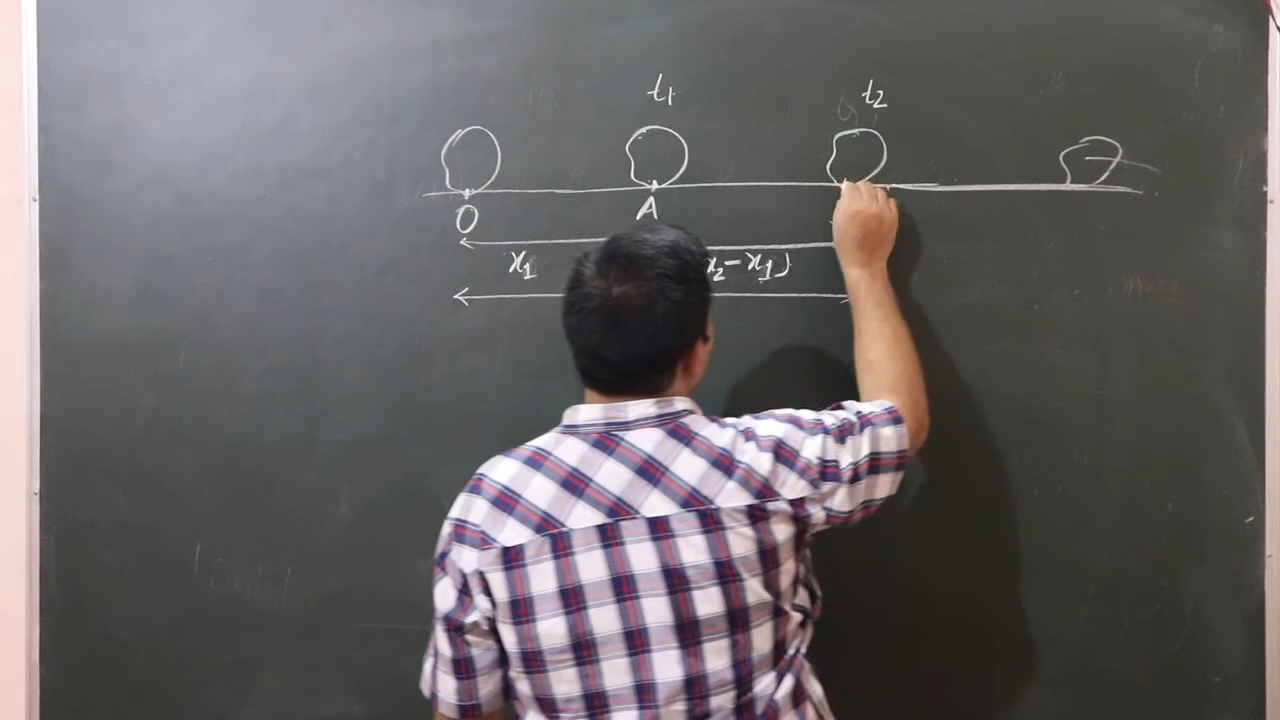 t₁ t₂
O A
x₁ x₂-x₁)